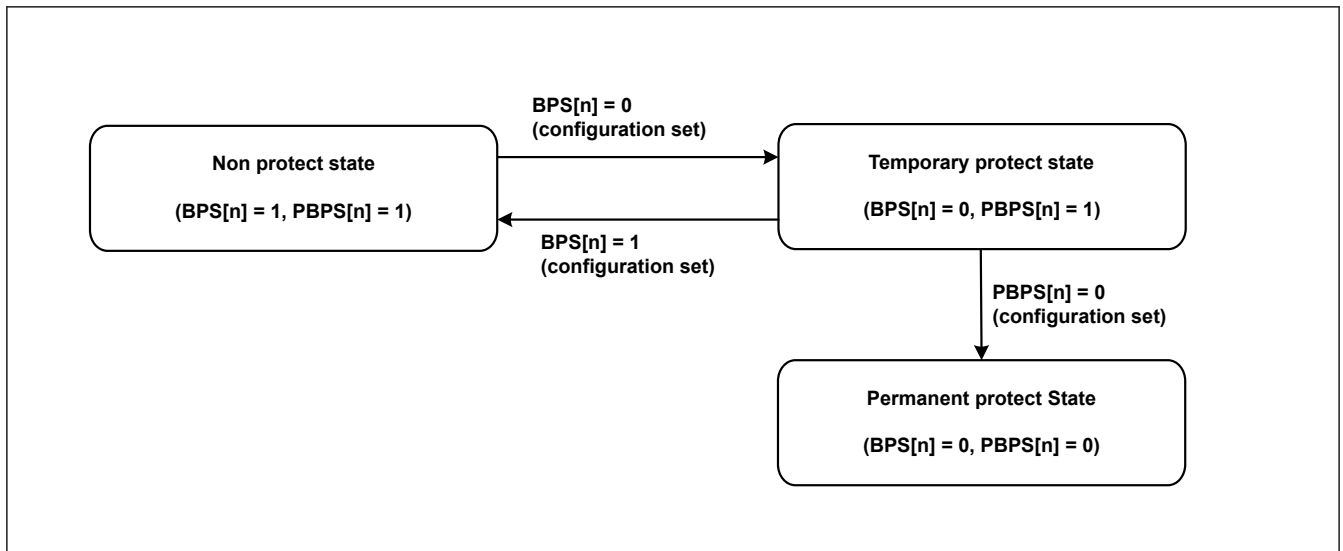 BPS[n] = 0
(configuration set)
Non protect state
(BPS[n] = 1, PBPS[n] = 1)
Temporary protect state
(BPS[n] = 0, PBPS[n] = 1)
BPS[n] = 1
(configuration set)
PBPS[n] = 0
(configuration set)
Permanent protect State
(BPS[n] = 0, PBPS[n] = 0)